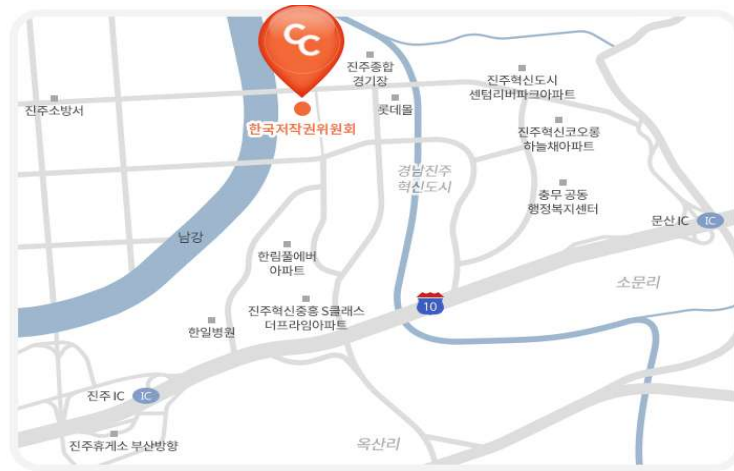 CC
진주종합
경기장
진주혁신도시
센텀리버파크아파트
진주소방서
롯데몰
한국저작권위원회
진주혁신코오롱
하늘채아파트
경남진주
혁신도시
충무 공동
행정복지센터
문산 IC
IC
남강
한림풀에버
아파트
소문리
진주혁신중흥 S클래스
더프라임아파트
10
한일병원
진주 IC
IC
진주휴게소 부산방향
옥산리